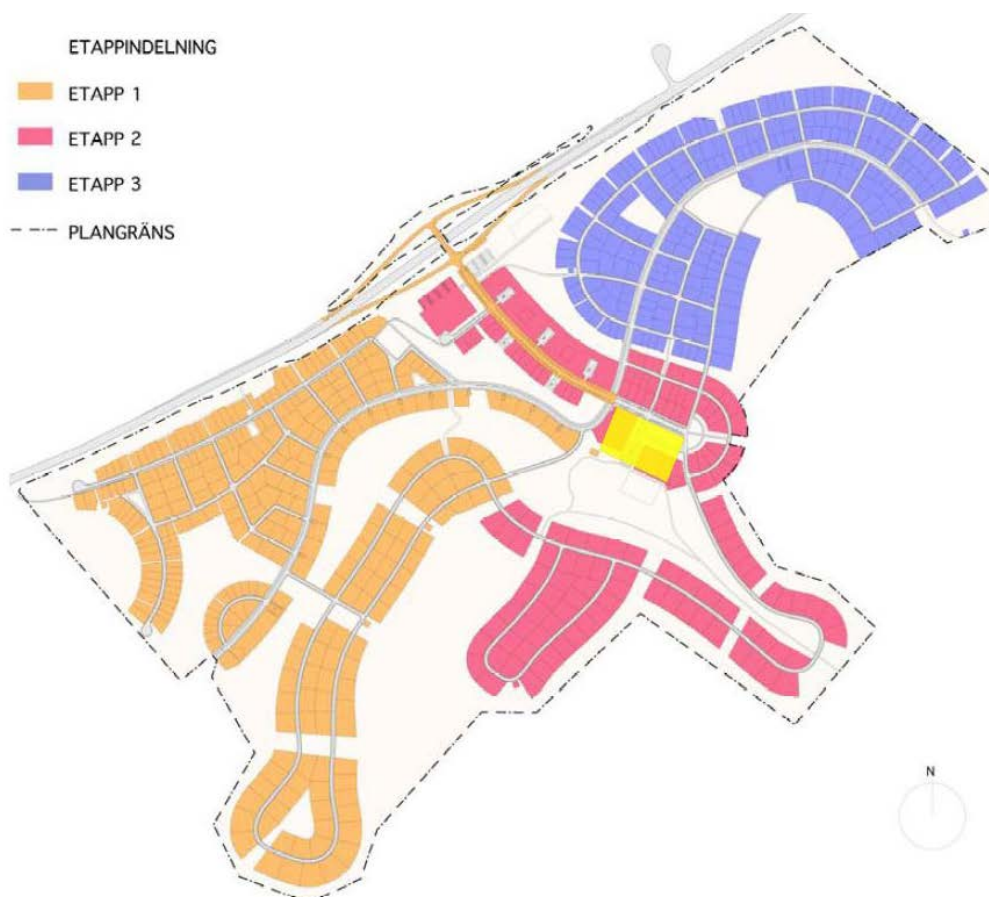 ETAPPINDELNING
ETAPP 1
ETAPP 2
ETAPP 3
PLANGRÄNS
N